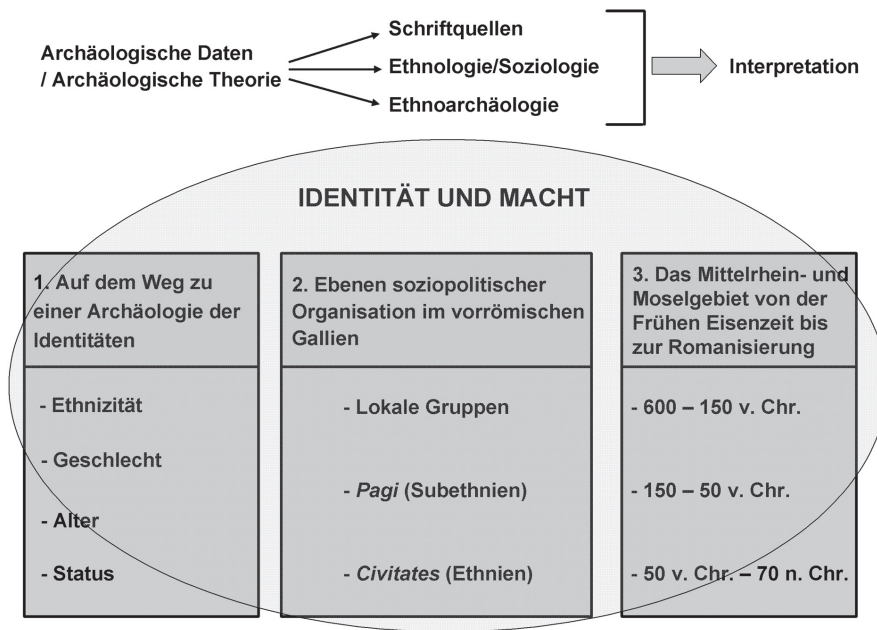 Archäologische Daten
/ Archäologische Theorie
Schriftquellen
Ethnologie/Soziologie
Ethnoarchäologie
Interpretation
IDENTITÄT UND MACHT
1. Auf dem Weg zu
einer Archäologie der
Identitäten
- Ethnizität
- Geschlecht
- Alter
- Status
2. Ebenen soziopolitischer
Organisation im vorrömischen
Gallien
- Lokale Gruppen
- Pagi (Subethnien)
- Civitates (Ethnien)
3. Das Mittelrhein- und
Moselgebiet von der
Frühen Eisenzeit bis
zur Romanisierung
- 600 – 150 v. Chr.
- 150 – 50 v. Chr.
- 50 v. Chr. – 70 n. Chr.